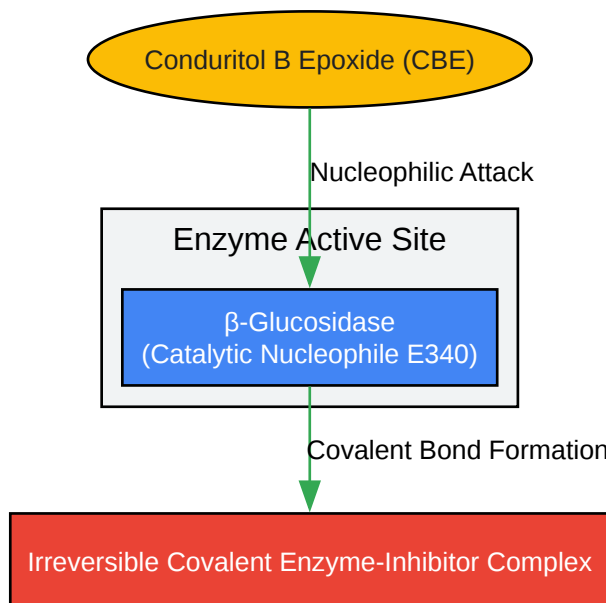 Conduritol B Epoxide (CBE)
Nucleophilic Attack
Enzyme Active Site
β-Glucosidase
(Catalytic Nucleophile E340)
Covalent Bond Formation
Irreversible Covalent Enzyme-Inhibitor Complex